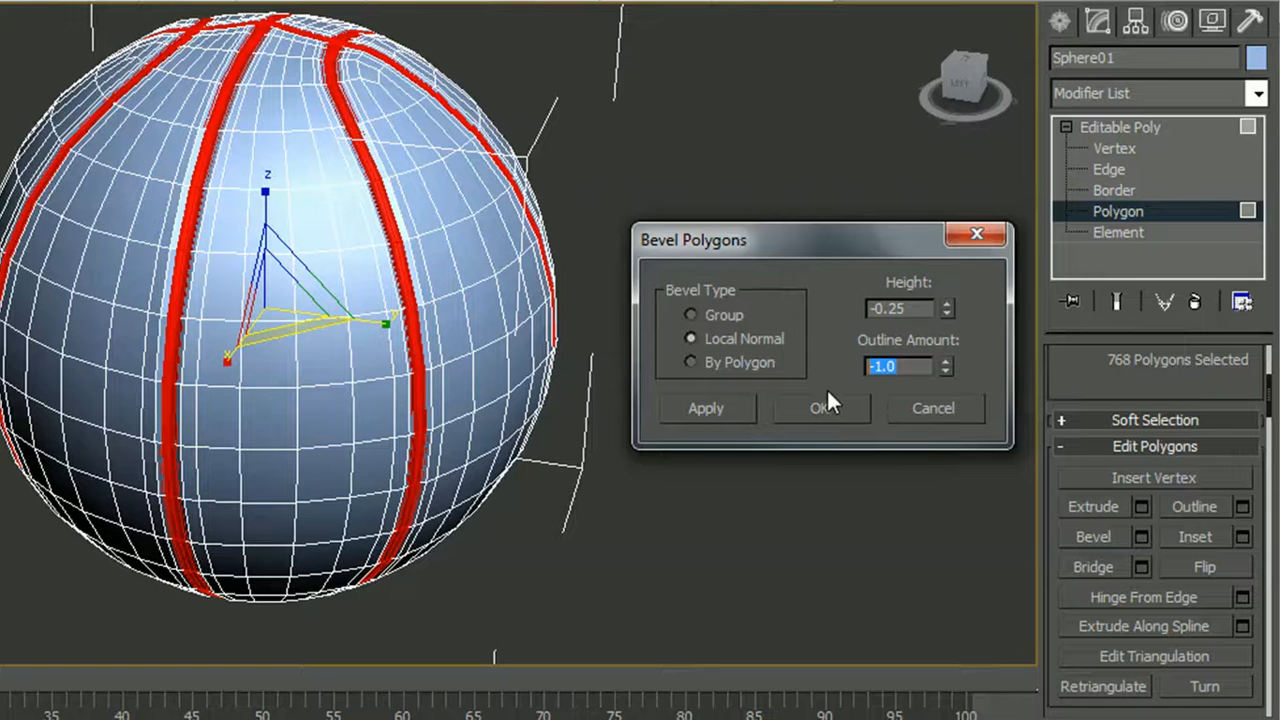 Sphere01
Modifier List
Editable Poly
Vertex
Edge
Border
Polygon
Element
z
y
x
Bevel Polygons
Bevel Type
Group
Local Normal
By Polygon
Height:
-0.25
Outline Amount:
-1.0
Apply
OK
Cancel
768 Polygons Selected
+ Soft Selection
- Edit Polygons
Insert Vertex
Extrude
Outline
Bevel
Inset
Bridge
Flip
Hinge From Edge
Extrude Along Spline
Edit Triangulation
Retriangulate
Turn
35 40 45 50 55 60 65 70 75 80 85 90 95 100